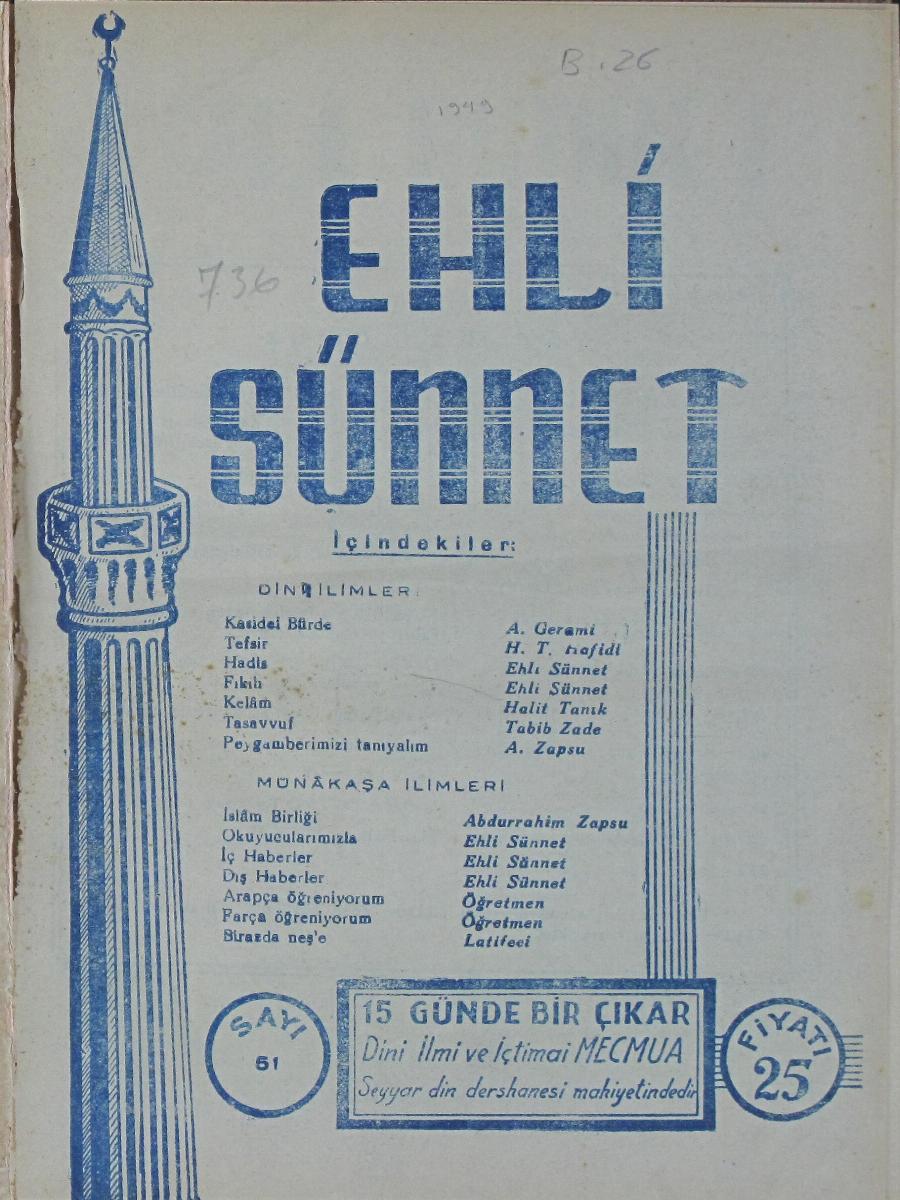 B.26
1949
EHLİ
736
SÜNNET
İçindekiler:
DİNİ İLİMLER:
Kasidei Bürde A. Gerami
Tefsir H. T. Hafidi
Hadis Ehli Sünnet
Fıkıh Ehli Sünnet
Kelâm Halit Tanık
Tasavvuf Tabib Zade
Peygamberimizi tanıyalım A. Zapsu
MÜNÂKAŞA İLİMLERİ
İslâm Birliği Abdurrahim Zapsu
Okuyucularımızla Ehli Sünnet
İç Haberler Ehli Sünnet
Dış Haberler Ehli Sünnet
Arapça öğreniyorum Öğretmen
Farça öğreniyorum Öğretmen
Birazda neş'e Latifeci
SAYI
51
15 GÜNDE BİR ÇIKAR
Dini İlmi ve İçtimai MECMUA
Seyyar din dershanesi mahiyetindedir
FİYATI
25